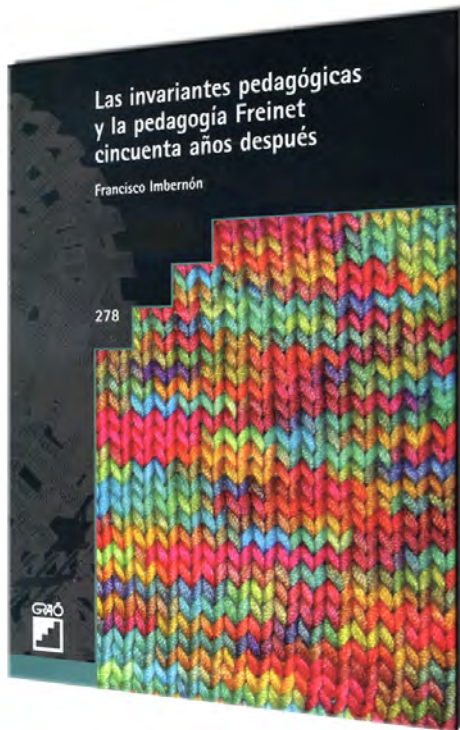 Las invariantes pedagógicas
y la pedagogía Freinet
cincuenta años después
Francisco Imbernón
278
GRAÓ